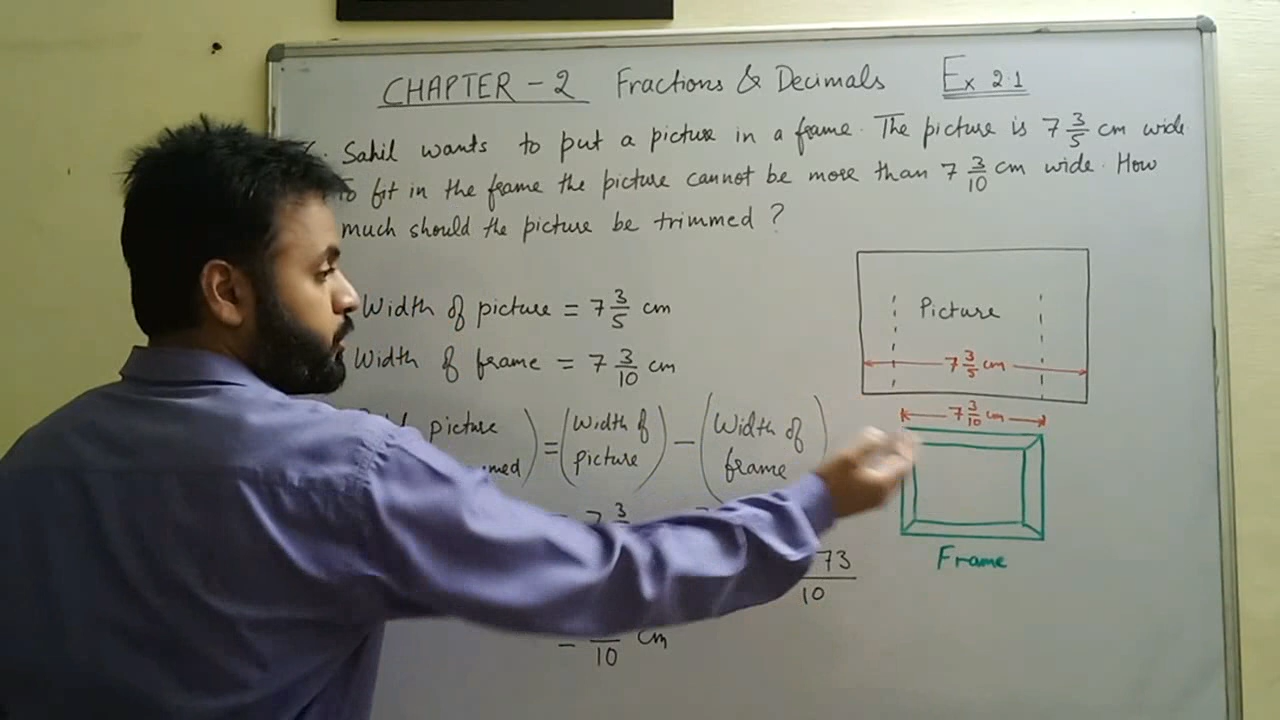 CHAPTER - 2 Fractions & Decimals Ex 2.1
Sahil wants to put a picture in a frame. The picture is 7 3/5 cm wide.
To fit in the frame the picture cannot be more than 7 3/10 cm wide. How
much should the picture be trimmed?
Width of picture = 7 3/5 cm
Width of frame = 7 3/10 cm
picture ) = (Width of picture) - (Width of frame)
73
10
10 cm
Picture
7 3/5 cm
7 3/10 cm
Frame